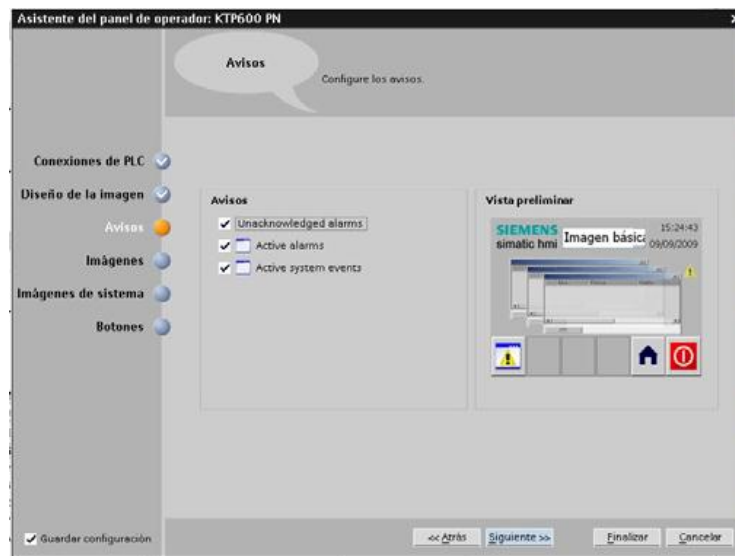 Asistente del panel de operador: KTP600 PN
Avisos
Configure los avisos.
Conexiones de PLC
Diseño de la imagen
Avisos
Imágenes
Imágenes de sistema
Botones
Avisos
Unacknowledged alarms
Active alarms
Active system events
Vista preliminar
SIEMENS
simatic hmi
Imagen básica
15:24:43
09/09/2009
Guardar configuración
<< Atrás
Siguiente >>
Finalizar
Cancelar